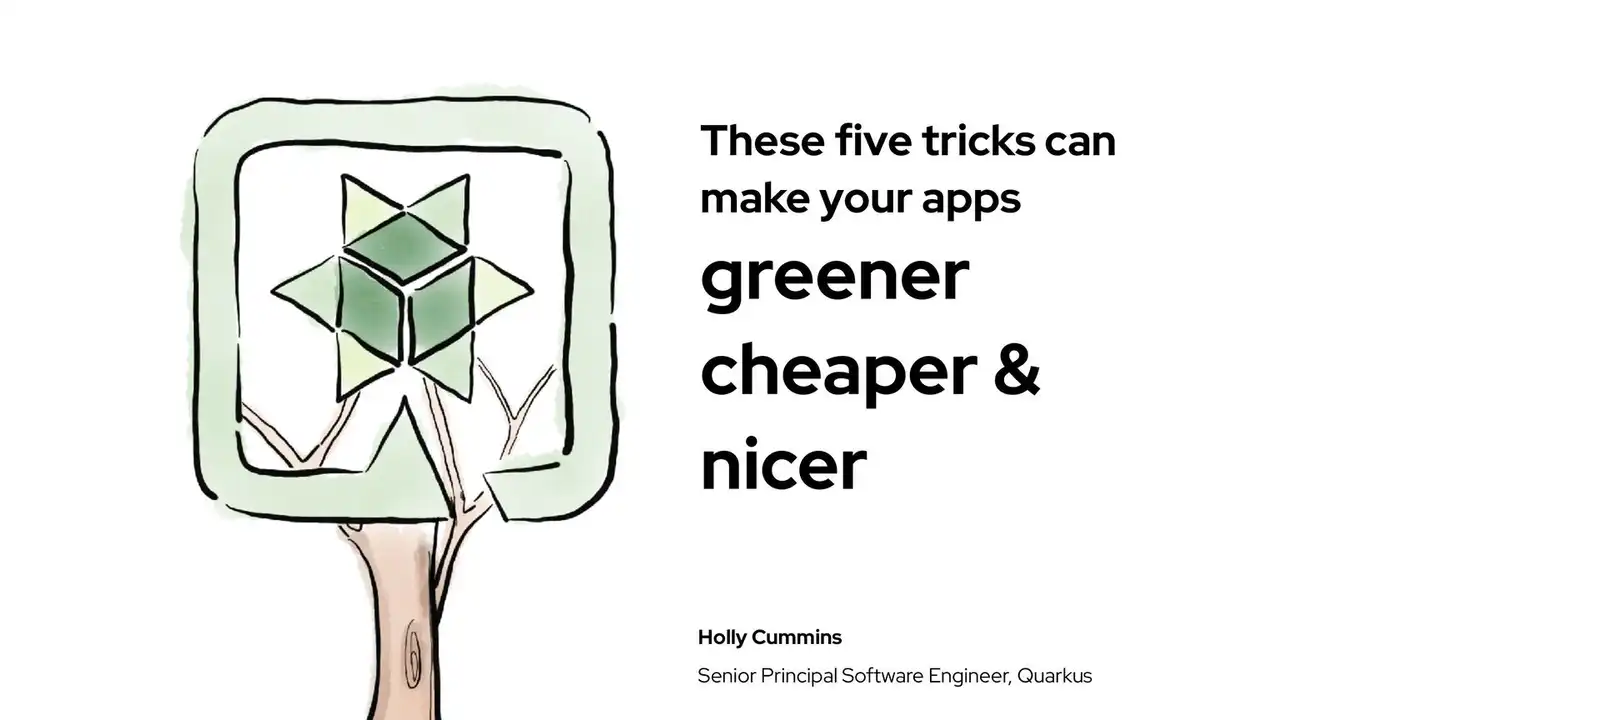 These five tricks can
make your apps
greener
cheaper &
nicer
Holly Cummins
Senior Principal Software Engineer, Quarkus